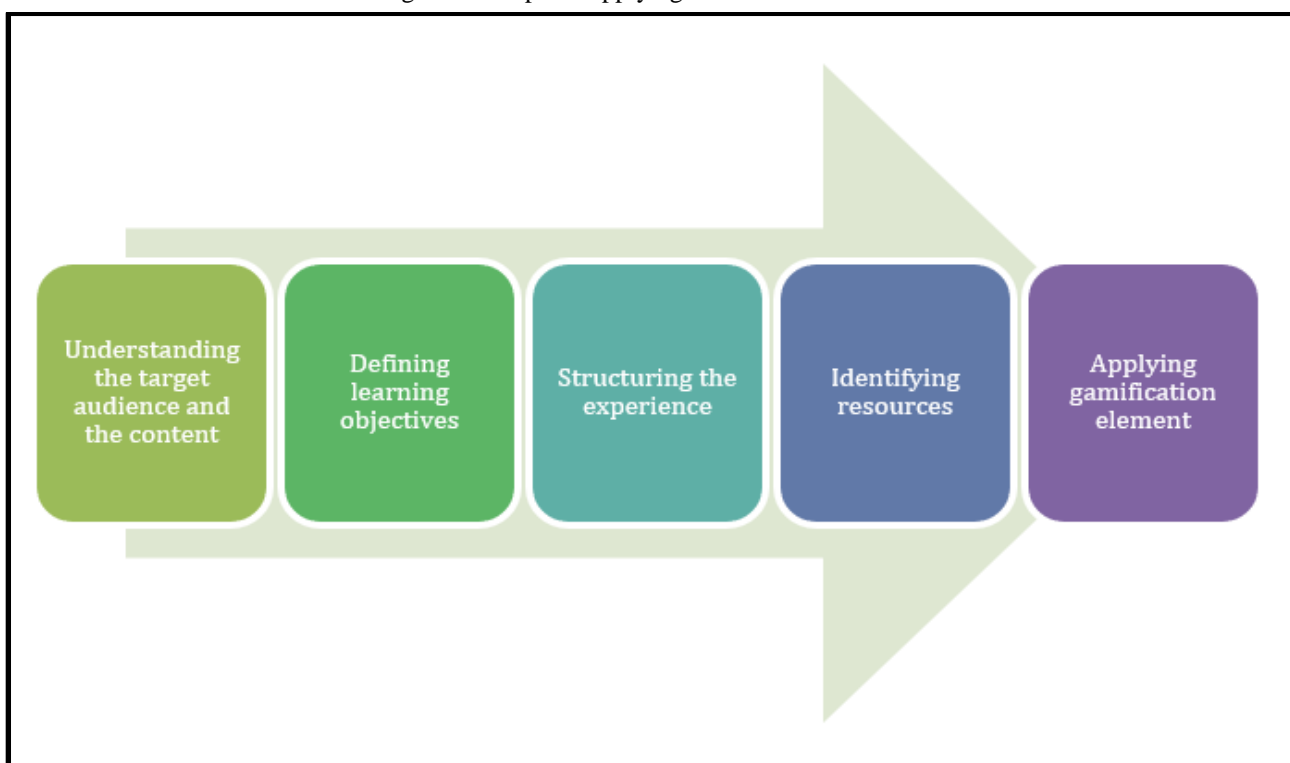 Understanding
the target
audience and
the content
Defining
learning
objectives
Structuring the
experience
Identifying
resources
Applying
gamification
element